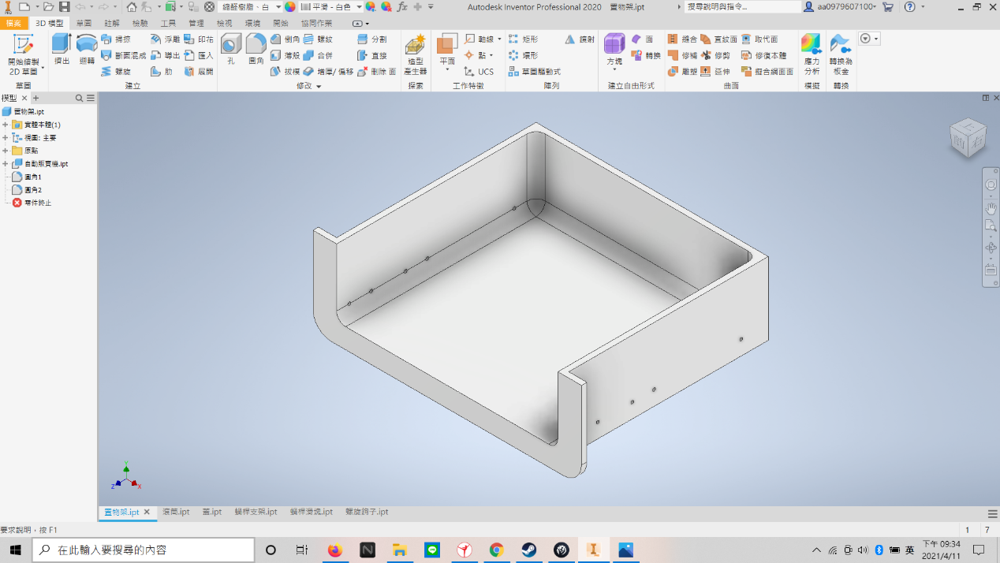 縮醛樹脂、白
平滑 - 白色
Autodesk Inventor Professional 2020 置物架.ipt
搜尋說明與指令...
aa0979607100
檔案 3D 模型 草圖 註解 檢驗 工具 管理 檢視 環境 開始 協同作業
開始繪製
2D 草圖
擠出
迴轉
掃掠
斷面混成
螺旋
浮雕
導出
肋
印花
匯入
展開
孔
圓角
倒角
薄殼
拔模
螺紋
合併
增厚/偏移
分割
直接
刪除 面
造型
產生器
平面
動線
點
UCS
矩形
環形
草圖驅動式
鏡射
方塊
面
轉換
縫合
修補
雕塑
直紋面
修剪
延伸
取代面
修復本體
擬合網面面
應力
分析
轉換為
板金
草圖 建立 修改 探索 工作特徵 陣列 建立自由形式 曲面 模擬 轉換
模型
置物架.ipt
實體本體(1)
視圖: 主要
原點
自動販賣機.ipt
圓角1
圓角2
零件終止
Y
Z
X
置物架.ipt 滾筒.ipt 蓋.ipt 蝸桿支架.ipt 蝸桿滑塊.ipt 螺旋鉤子.ipt
要求說明，按 F1
1 7
在此輸入要搜尋的內容
英
下午 09:34
2021/4/11